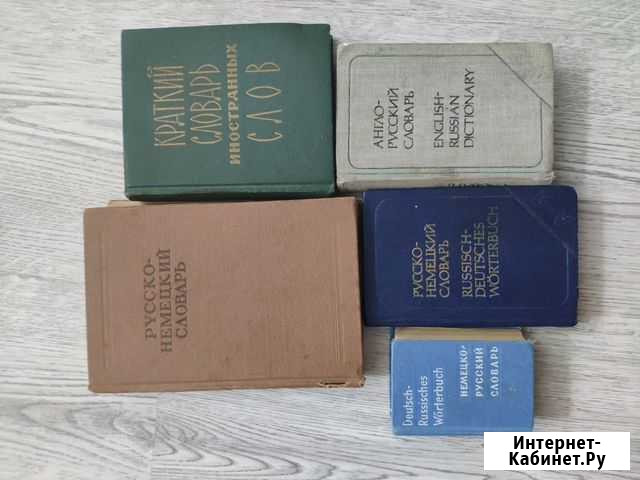 КРАТКИЙ
СЛОВАРЬ
ИНОСТРАННЫХ
СЛОВ
АНГЛО-
РУССКИЙ
СЛОВАРЬ
ENGLISH-
RUSSIAN
DICTIONARY
РУССКО-
НЕМЕЦКИЙ
СЛОВАРЬ
РУССКО-
НЕМЕЦКИЙ
СЛОВАРЬ
RUSSISCH-
DEUTSCHES
WÖRTERBUCH
Deutsch-
Russisches
Wörterbuch
НЕМЕЦКО-
РУССКИЙ
СЛОВАРЬ
Интернет-
Кабинет.Ру